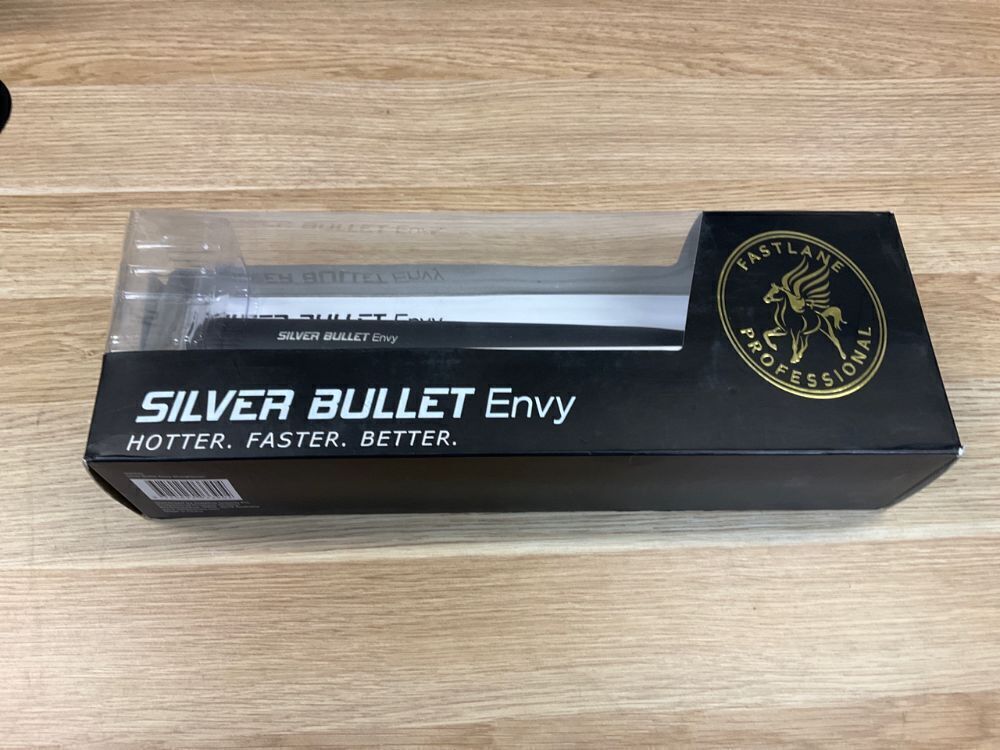 FASTLANE
PROFESSIONAL
SILVER BULLET Envy
SILVER BULLET Envy
HOTTER. FASTER. BETTER.